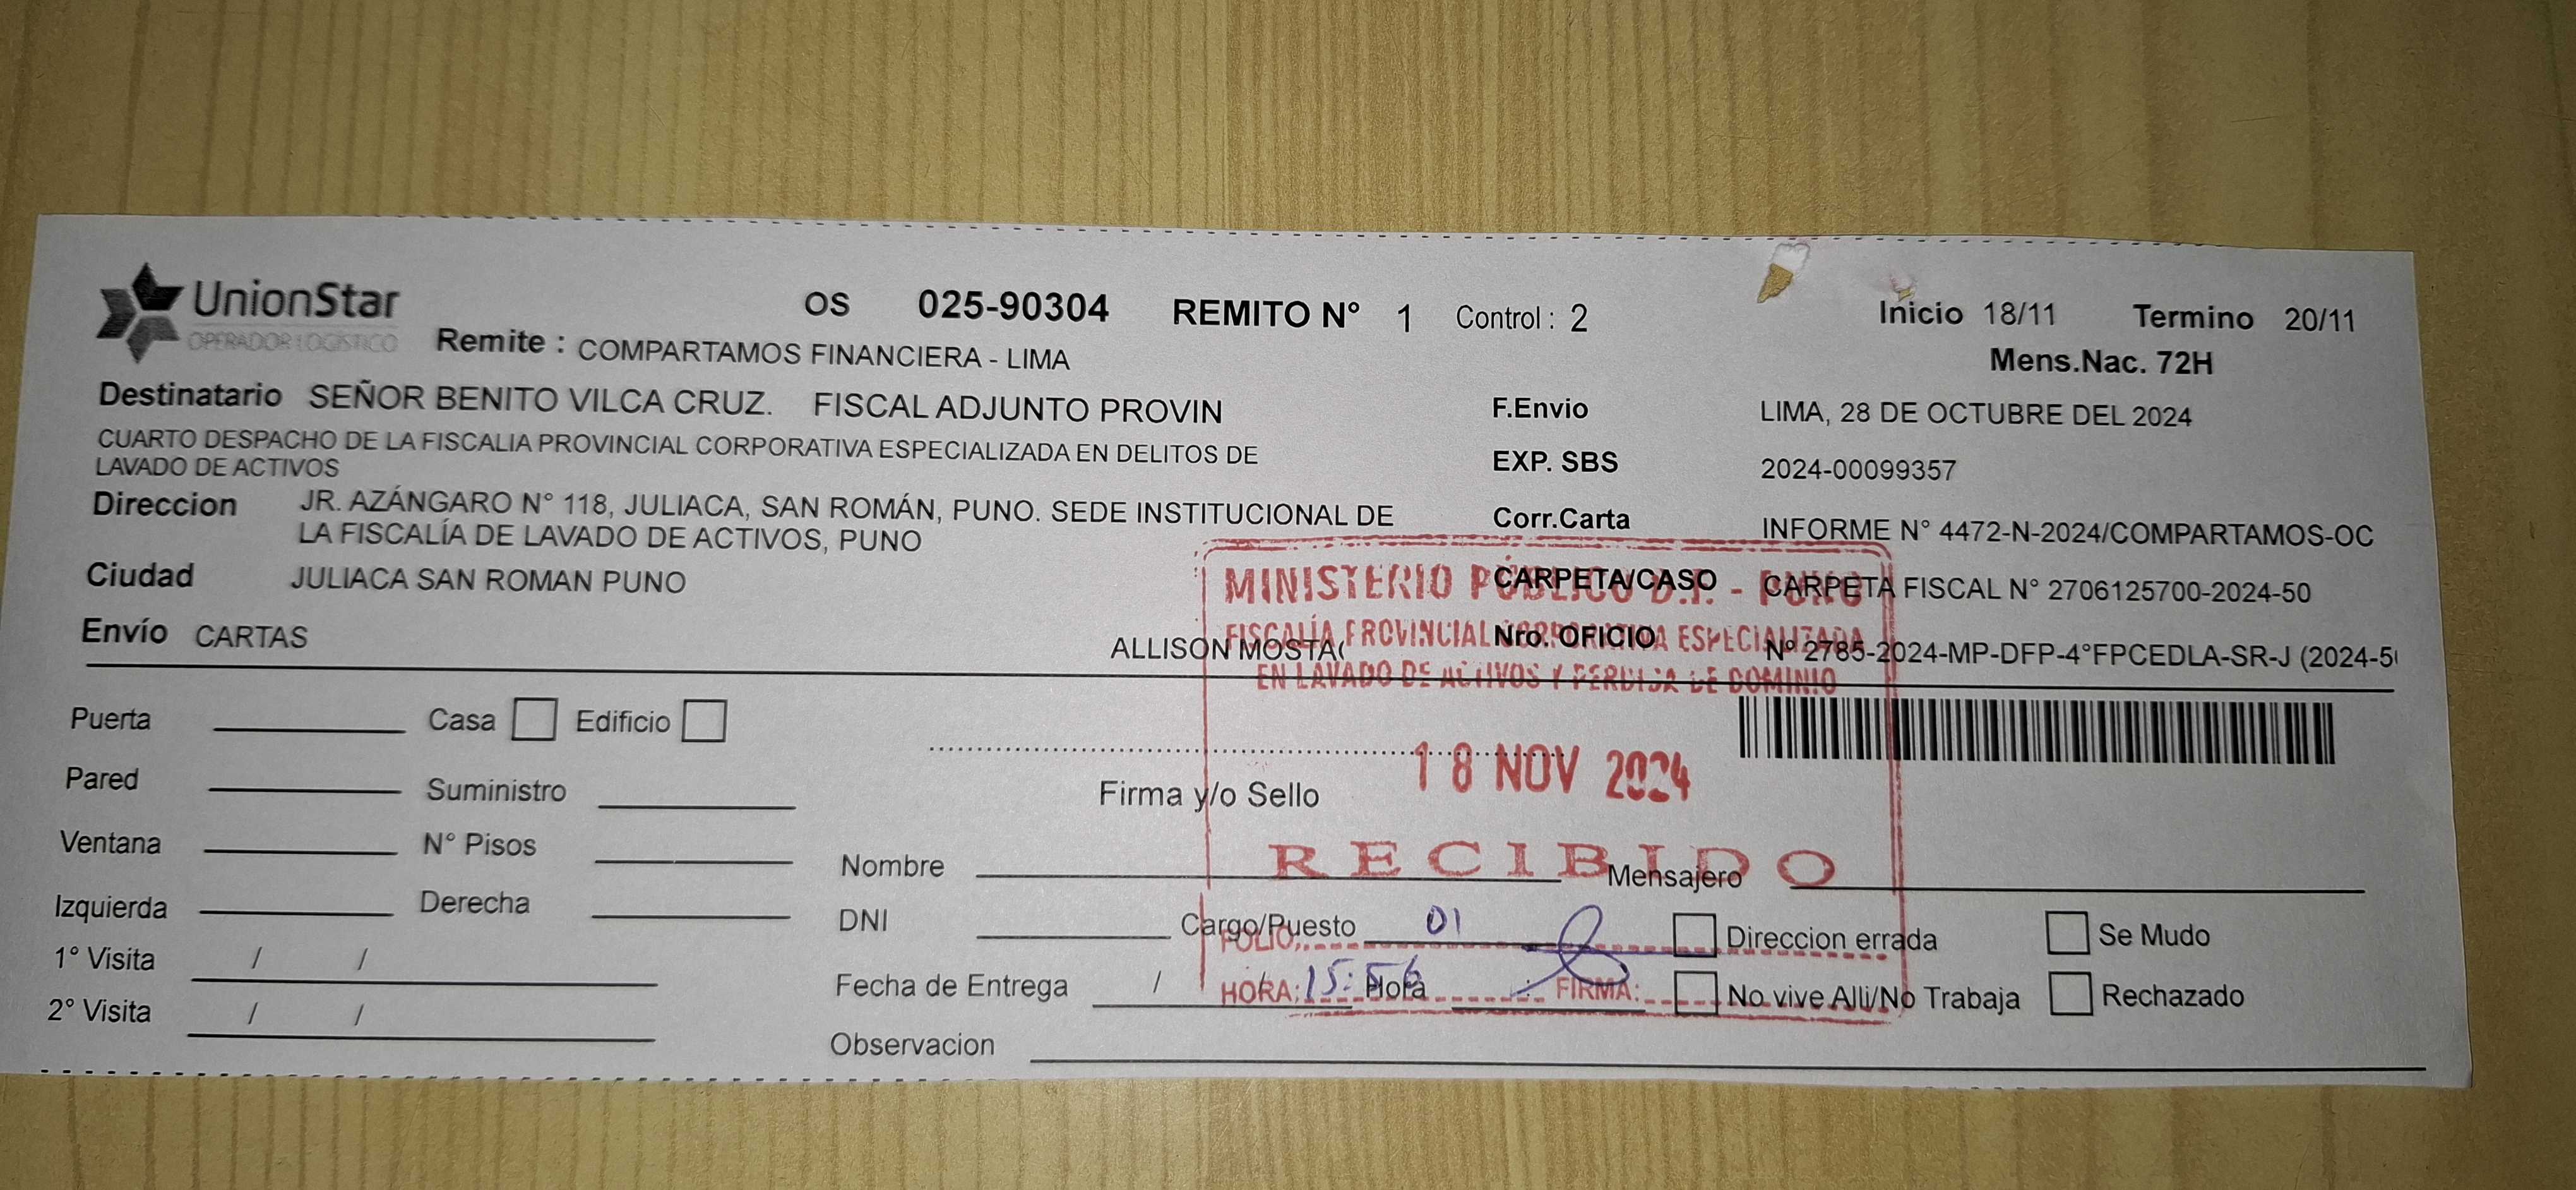 UnionStar
OPERADOR LOGÍSTICO
OS 025-90304 REMITO N° 1 Control : 2 Inicio 18/11 Termino 20/11
Remite : COMPARTAMOS FINANCIERA - LIMA Mens.Nac. 72H
Destinatario SEÑOR BENITO VILCA CRUZ. FISCAL ADJUNTO PROVIN F.Envio LIMA, 28 DE OCTUBRE DEL 2024
CUARTO DESPACHO DE LA FISCALIA PROVINCIAL CORPORATIVA ESPECIALIZADA EN DELITOS DE
LAVADO DE ACTIVOS
EXP. SBS 2024-00099357
Direccion JR. AZÁNGARO N° 118, JULIACA, SAN ROMÁN, PUNO. SEDE INSTITUCIONAL DE
LA FISCALÍA DE LAVADO DE ACTIVOS, PUNO
Corr.Carta INFORME N° 4472-N-2024/COMPARTAMOS-OC
Ciudad JULIACA SAN ROMAN PUNO CARPETA/CASO CARPETA FISCAL N° 2706125700-2024-50
Envío CARTAS ALLISON MOSTA Nro. OFICIO N° 2785-2024-MP-DFP-4°FPCEDLA-SR-J (2024-5
MINISTERIO PÚBLICO D.F. - PUNO
FISCALÍA PROVINCIAL CORPORATIVA ESPECIALIZADA
EN LAVADO DE ACTIVOS Y PERDIDA DE DOMINIO
18 NOV 2024
RECIBIDO
FOLIO: 01
HORA: 15:56 FIRMA:
Puerta Casa Edificio
Pared Suministro Firma y/o Sello
Ventana N° Pisos Nombre Mensajero
Izquierda Derecha DNI Cargo/Puesto Direccion errada Se Mudo
1° Visita / /
Fecha de Entrega / / Hora No vive Alli/No Trabaja Rechazado
2° Visita / /
Observacion